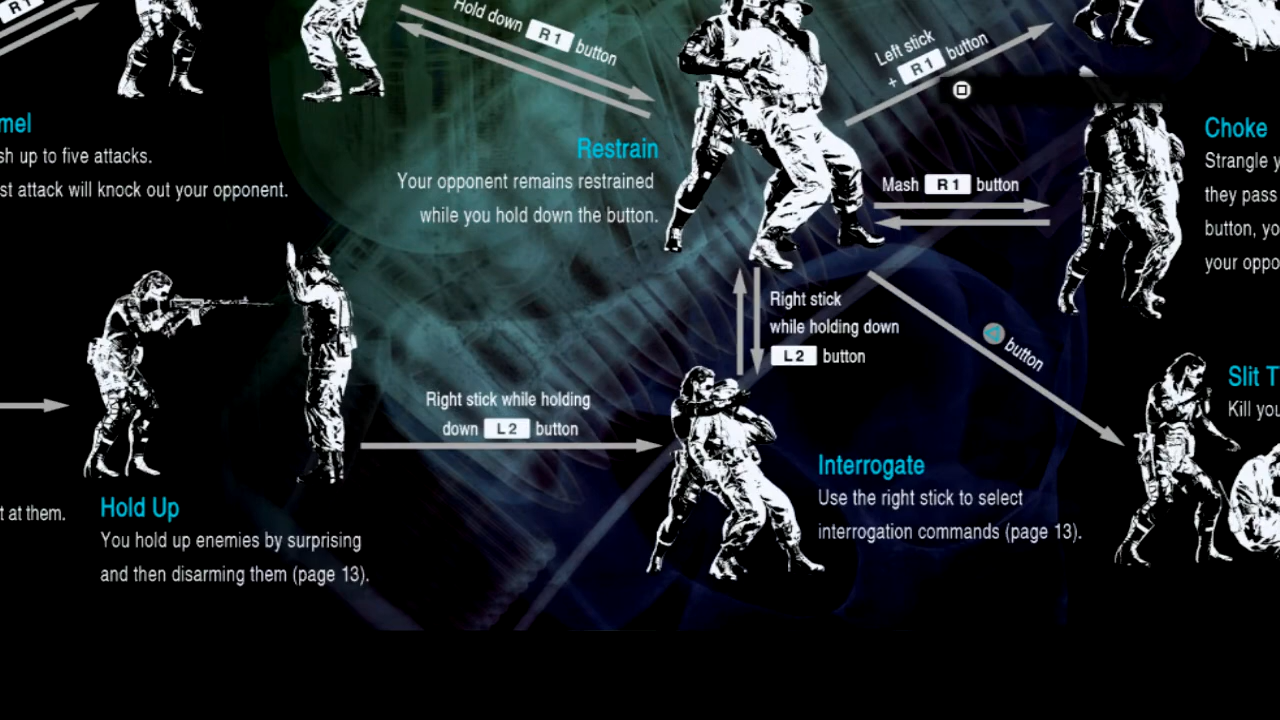 R1
Hold down R1 button
Left stick
+ R1 button
mel
sh up to five attacks.
st attack will knock out your opponent.
Restrain
Your opponent remains restrained
while you hold down the button.
Mash R1 button
Choke
Strangle y
they pass
button, yo
your oppo
Right stick
while holding down
L2 button
button
Right stick while holding
down L2 button
Slit T
Kill you
Interrogate
Use the right stick to select
interrogation commands (page 13).
t at them.
Hold Up
You hold up enemies by surprising
and then disarming them (page 13).